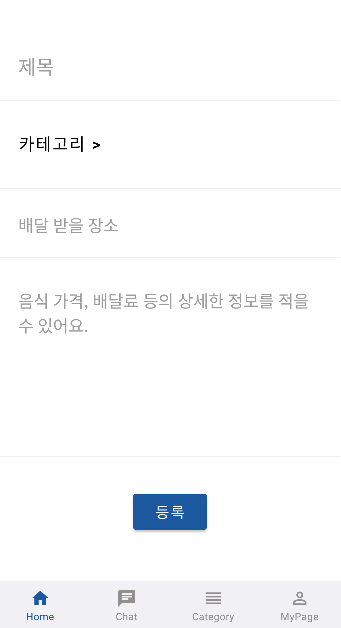 제목
카테고리 >
배달 받을 장소
음식 가격, 배달료 등의 상세한 정보를 적을
수 있어요.
등록
Home Chat Category MyPage